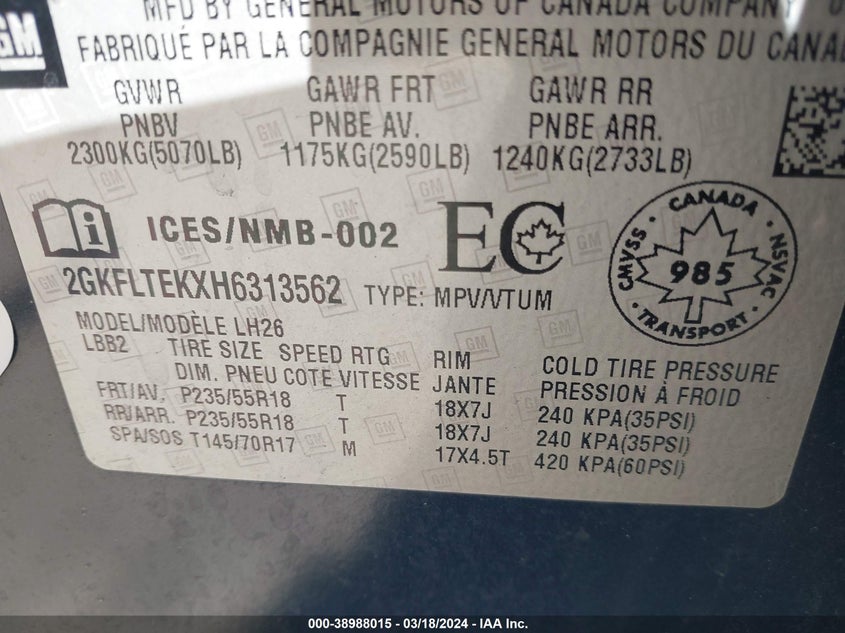 GM
MFD BY GENERAL MOTORS OF CANADA COMPANY
FABRIQUÉ PAR LA COMPAGNIE GENERAL MOTORS DU CANA
GVWR GAWR FRT GAWR RR
PNBV PNBE AV. PNBE ARR.
2300KG(5070LB) 1175KG(2590LB) 1240KG(2733LB)
ICES/NMB-002 EC
CANADA
CMVSS · 985 · NSVAC
TRANSPORT
2GKFLTEKXH6313562 TYPE: MPV/VTUM
MODEL/MODÈLE LH26
LBB2 TIRE SIZE SPEED RTG RIM COLD TIRE PRESSURE
DIM. PNEU COTE VITESSE JANTE PRESSION À FROID
FRT/AV. P235/55R18 T 18X7J 240 KPA(35PSI)
RR/ARR. P235/55R18 T 18X7J 240 KPA(35PSI)
SPA/SOS T145/70R17 M 17X4.5T 420 KPA(60PSI)
000-38988015 - 03/18/2024 - IAA Inc.